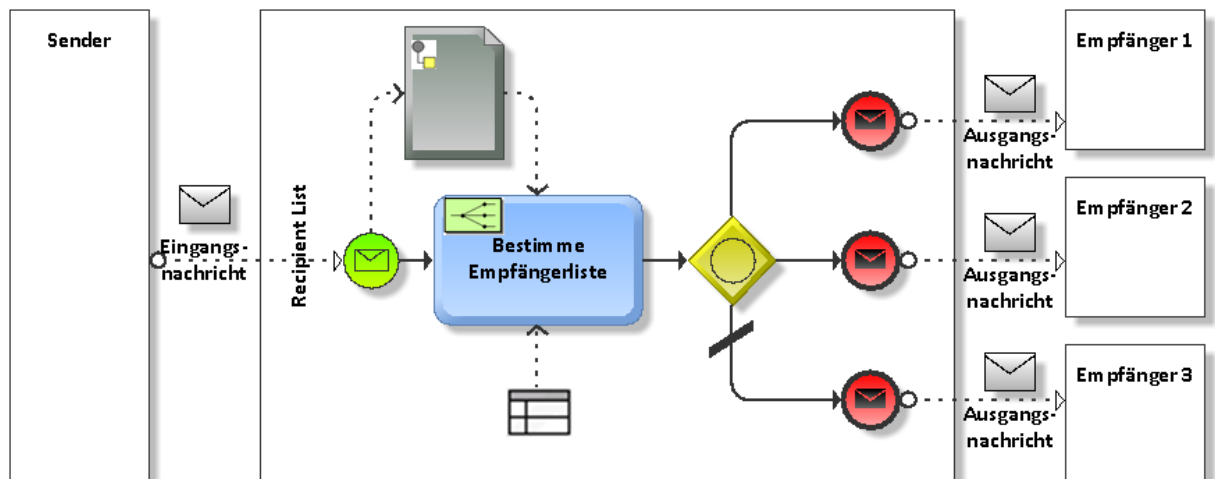 Sender
Eingangs-
nachricht
Recipient List
Bestimme
Empfängerliste
Ausgangs-
nachricht
Ausgangs-
nachricht
Ausgangs-
nachricht
Empfänger 1
Empfänger 2
Empfänger 3